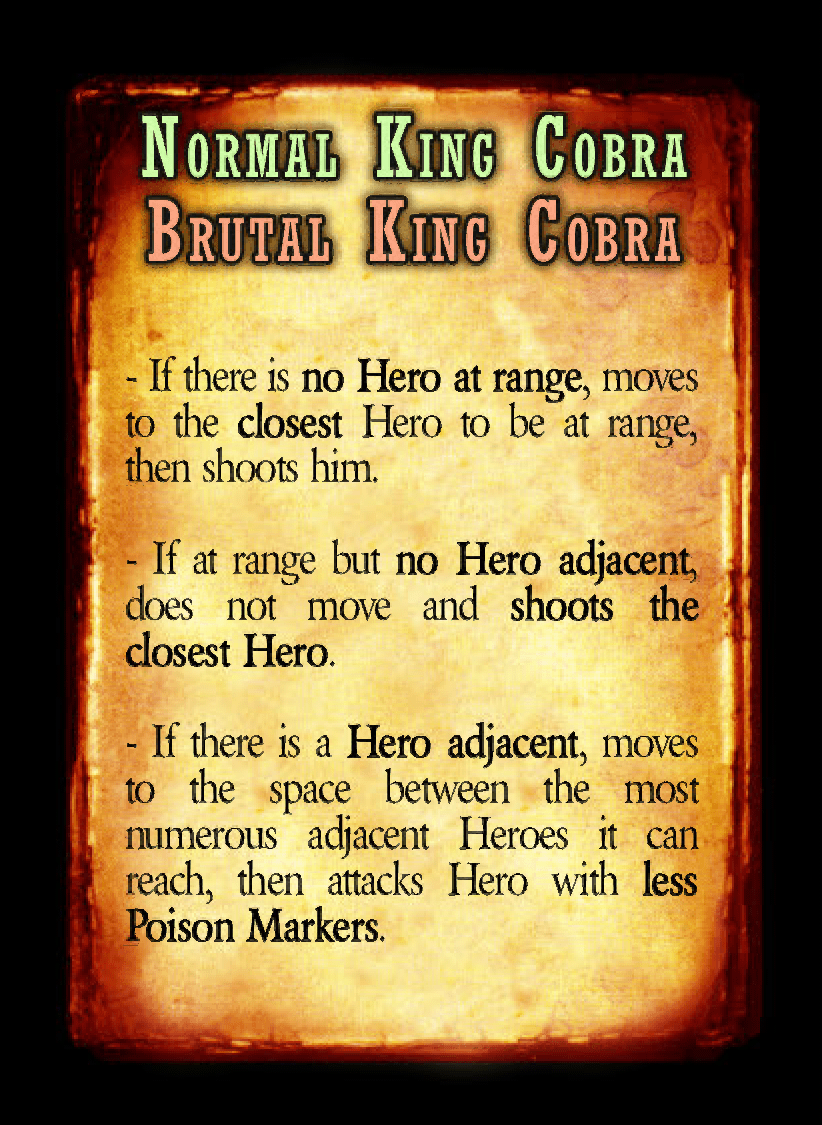 NORMAL KING COBRA
BRUTAL KING COBRA
- If there is no Hero at range, moves
to the closest Hero to be at range,
then shoots him.
- If at range but no Hero adjacent,
does not move and shoots the
closest Hero.
- If there is a Hero adjacent, moves
to the space between the most
numerous adjacent Heroes it can
reach, then attacks Hero with less
Poison Markers.